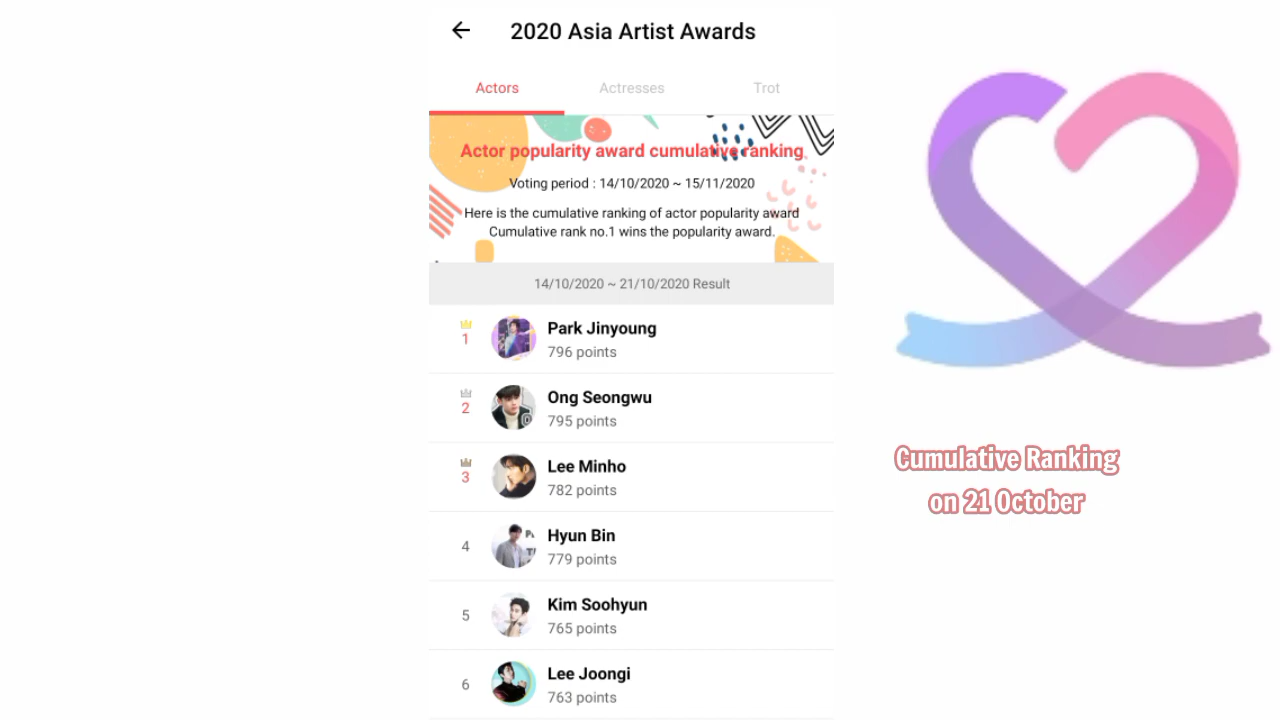 2020 Asia Artist Awards
Actors
Actresses
Trot
Actor popularity award cumulative ranking
Voting period : 14/10/2020 ~ 15/11/2020
Here is the cumulative ranking of actor popularity award
Cumulative rank no.1 wins the popularity award.
14/10/2020 ~ 21/10/2020 Result
1
Park Jinyoung
796 points
2
Ong Seongwu
795 points
3
Lee Minho
782 points
4
Hyun Bin
779 points
5
Kim Soohyun
765 points
6
Lee Joongi
763 points
Cumulative Ranking
on 21 October